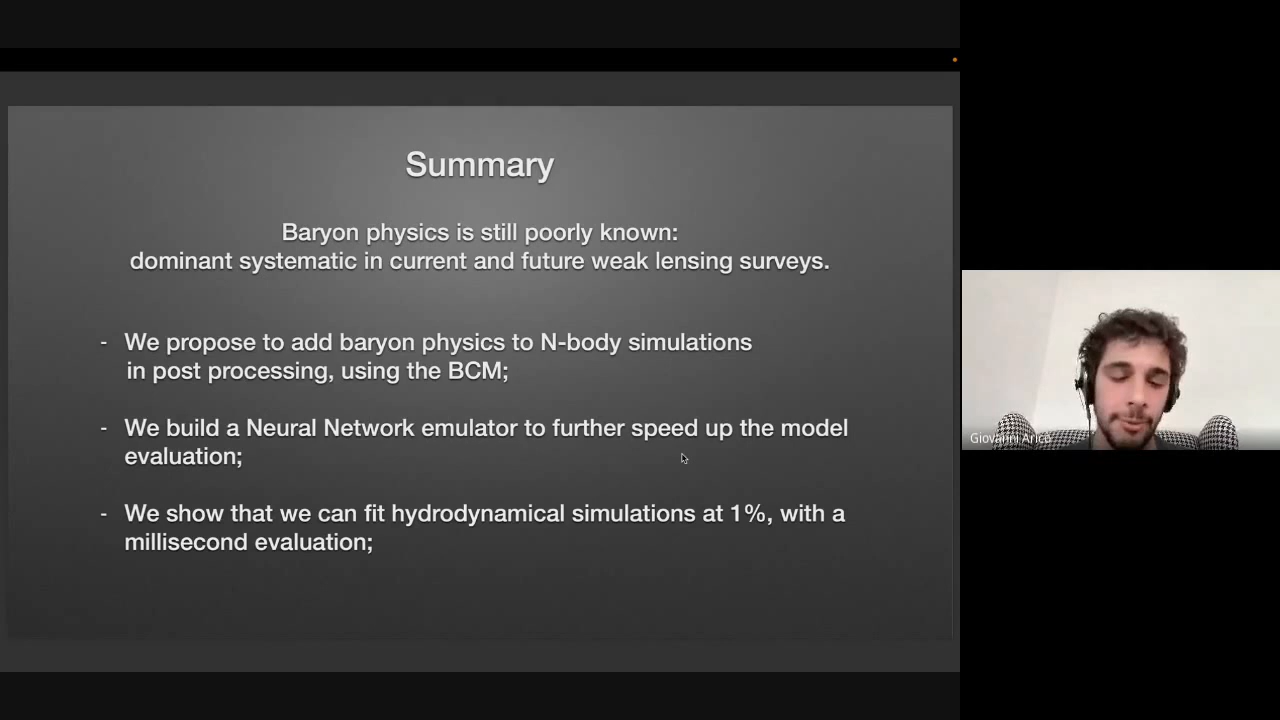 Summary
Baryon physics is still poorly known:
dominant systematic in current and future weak lensing surveys.
- We propose to add baryon physics to N-body simulations
in post processing, using the BCM;
- We build a Neural Network emulator to further speed up the model
evaluation;
- We show that we can fit hydrodynamical simulations at 1%, with a
millisecond evaluation;
Giovanni Aricò